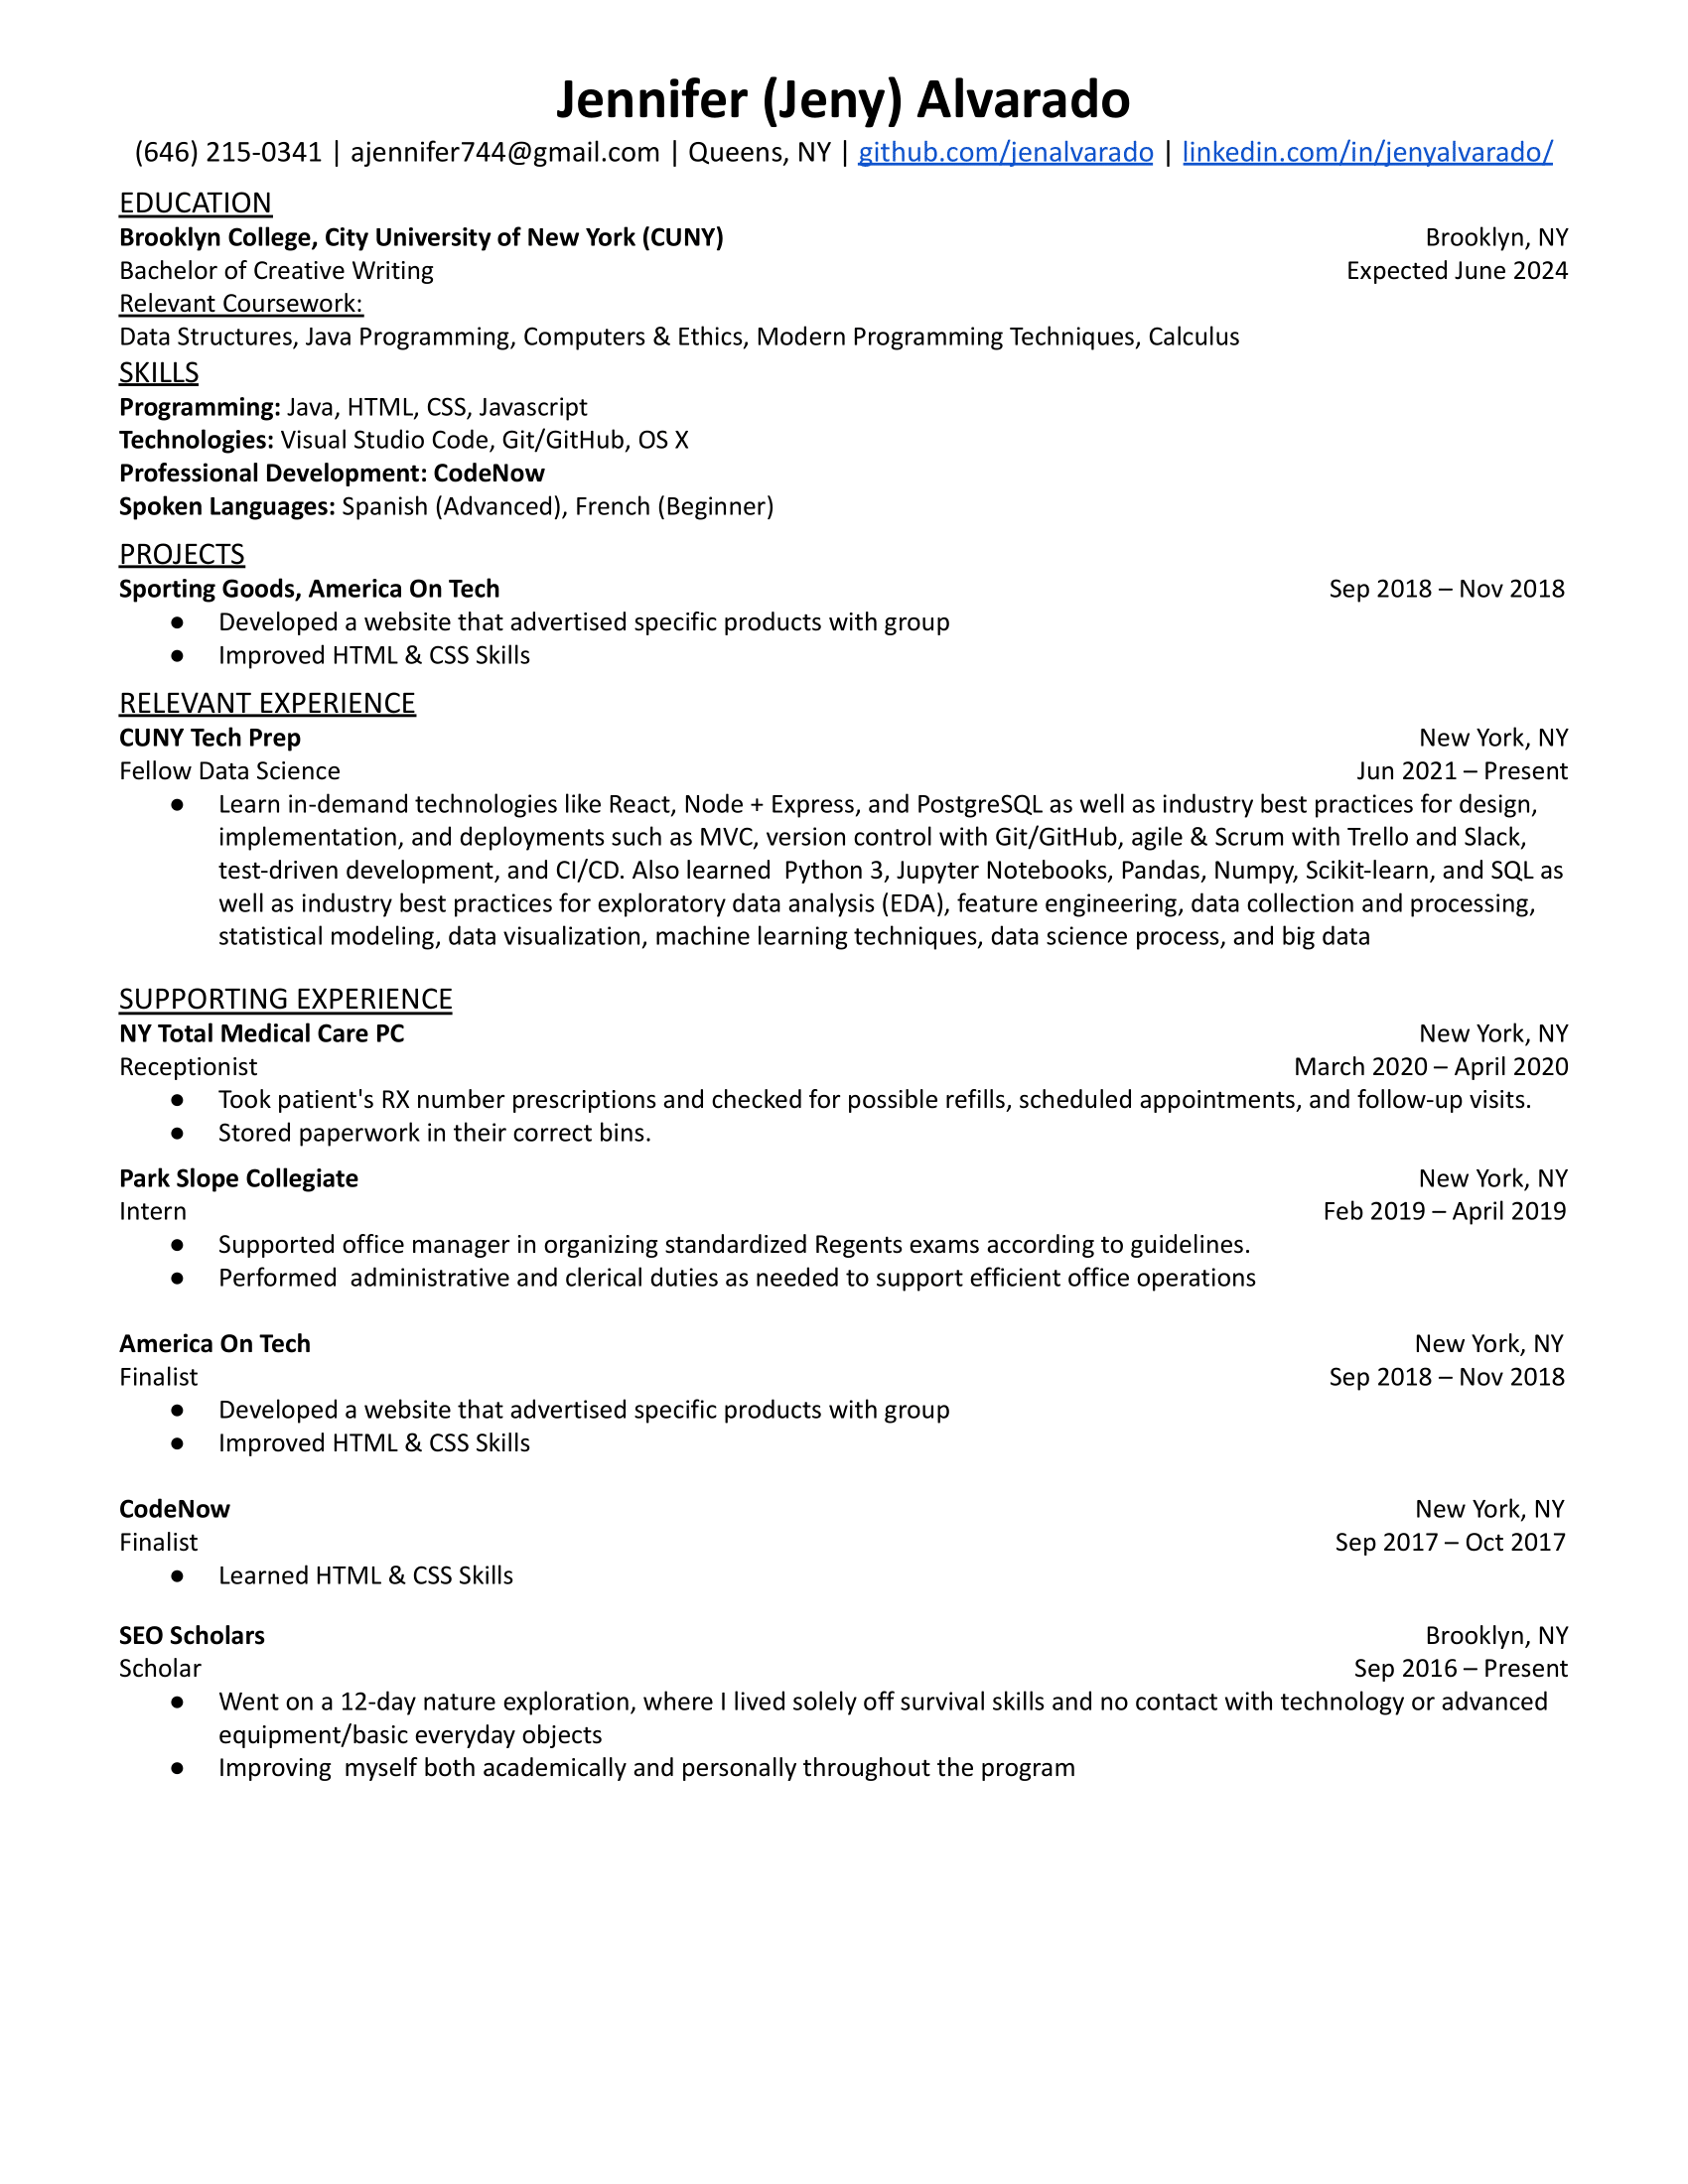 Jennifer (Jeny) Alvarado
(646) 215-0341 | ajennifer744@gmail.com | Queens, NY | github.com/jenalvarado | linkedin.com/in/jenyalvarado/
EDUCATION
Brooklyn College, City University of New York (CUNY) Brooklyn, NY
Bachelor of Creative Writing Expected June 2024
Relevant Coursework:
Data Structures, Java Programming, Computers & Ethics, Modern Programming Techniques, Calculus
SKILLS
Programming: Java, HTML, CSS, Javascript
Technologies: Visual Studio Code, Git/GitHub, OS X
Professional Development: CodeNow
Spoken Languages: Spanish (Advanced), French (Beginner)
PROJECTS
Sporting Goods, America On Tech Sep 2018 – Nov 2018
● Developed a website that advertised specific products with group
● Improved HTML & CSS Skills
RELEVANT EXPERIENCE
CUNY Tech Prep New York, NY
Fellow Data Science Jun 2021 – Present
● Learn in-demand technologies like React, Node + Express, and PostgreSQL as well as industry best practices for design,
implementation, and deployments such as MVC, version control with Git/GitHub, agile & Scrum with Trello and Slack,
test-driven development, and CI/CD. Also learned  Python 3, Jupyter Notebooks, Pandas, Numpy, Scikit-learn, and SQL as
well as industry best practices for exploratory data analysis (EDA), feature engineering, data collection and processing,
statistical modeling, data visualization, machine learning techniques, data science process, and big data
SUPPORTING EXPERIENCE
NY Total Medical Care PC New York, NY
Receptionist March 2020 – April 2020
● Took patient's RX number prescriptions and checked for possible refills, scheduled appointments, and follow-up visits.
● Stored paperwork in their correct bins.
Park Slope Collegiate New York, NY
Intern Feb 2019 – April 2019
● Supported office manager in organizing standardized Regents exams according to guidelines.
● Performed  administrative and clerical duties as needed to support efficient office operations
America On Tech New York, NY
Finalist Sep 2018 – Nov 2018
● Developed a website that advertised specific products with group
● Improved HTML & CSS Skills
CodeNow New York, NY
Finalist Sep 2017 – Oct 2017
● Learned HTML & CSS Skills
SEO Scholars Brooklyn, NY
Scholar Sep 2016 – Present
● Went on a 12-day nature exploration, where I lived solely off survival skills and no contact with technology or advanced
equipment/basic everyday objects
● Improving  myself both academically and personally throughout the program